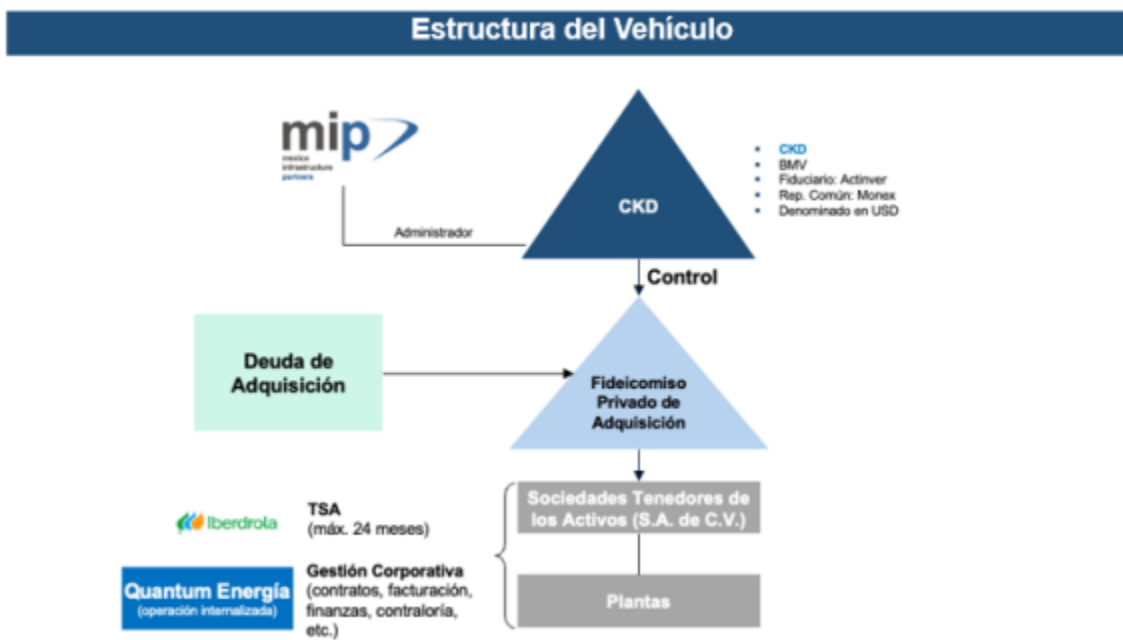 Estructura del Vehículo
mip
mexico
infrastructure
partners
CKD
CKD
BMV
Fiduciario: Actinver
Rep. Común: Monex
Denominado en USD
Administrador
Control
Deuda de
Adquisición
Fideicomiso
Privado de
Adquisición
Sociedades Tenedores de
los Activos (S.A. de C.V.)
Iberdrola
TSA
(máx. 24 meses)
Quantum Energía
(operación internalizada)
Gestión Corporativa
(contratos, facturación,
finanzas, contraloría,
etc.)
Plantas